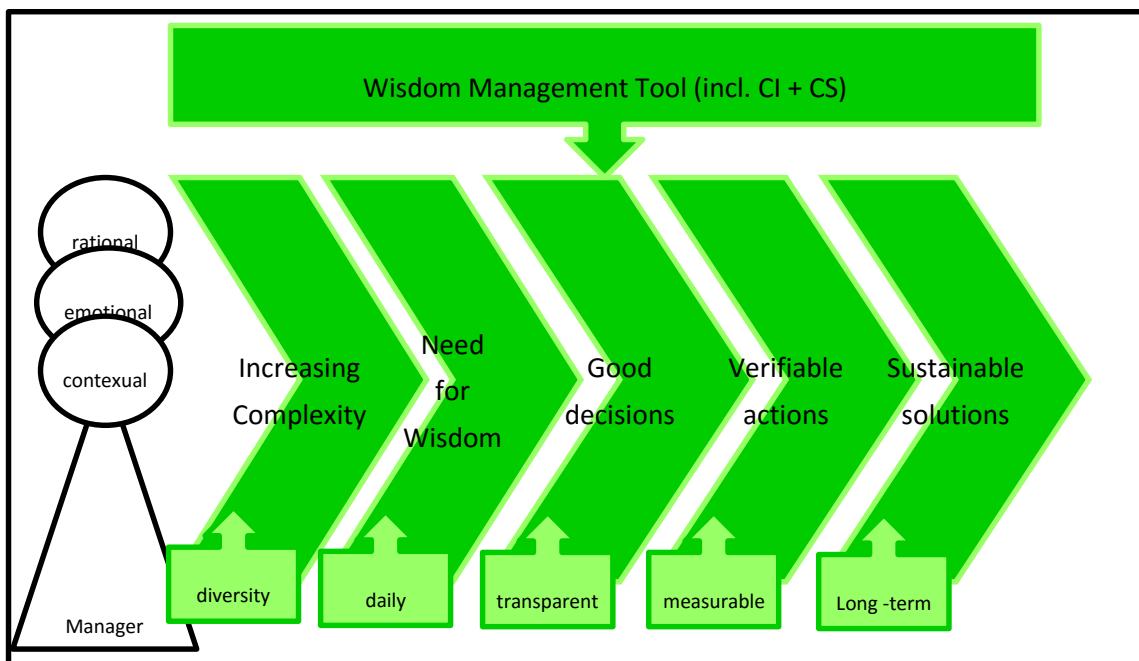 Wisdom Management Tool (incl. CI + CS)
rational
emotional
contexual
Manager
Increasing
Complexity
Need
for
Wisdom
Good
decisions
Verifiable
actions
Sustainable
solutions
diversity
daily
transparent
measurable
Long -term